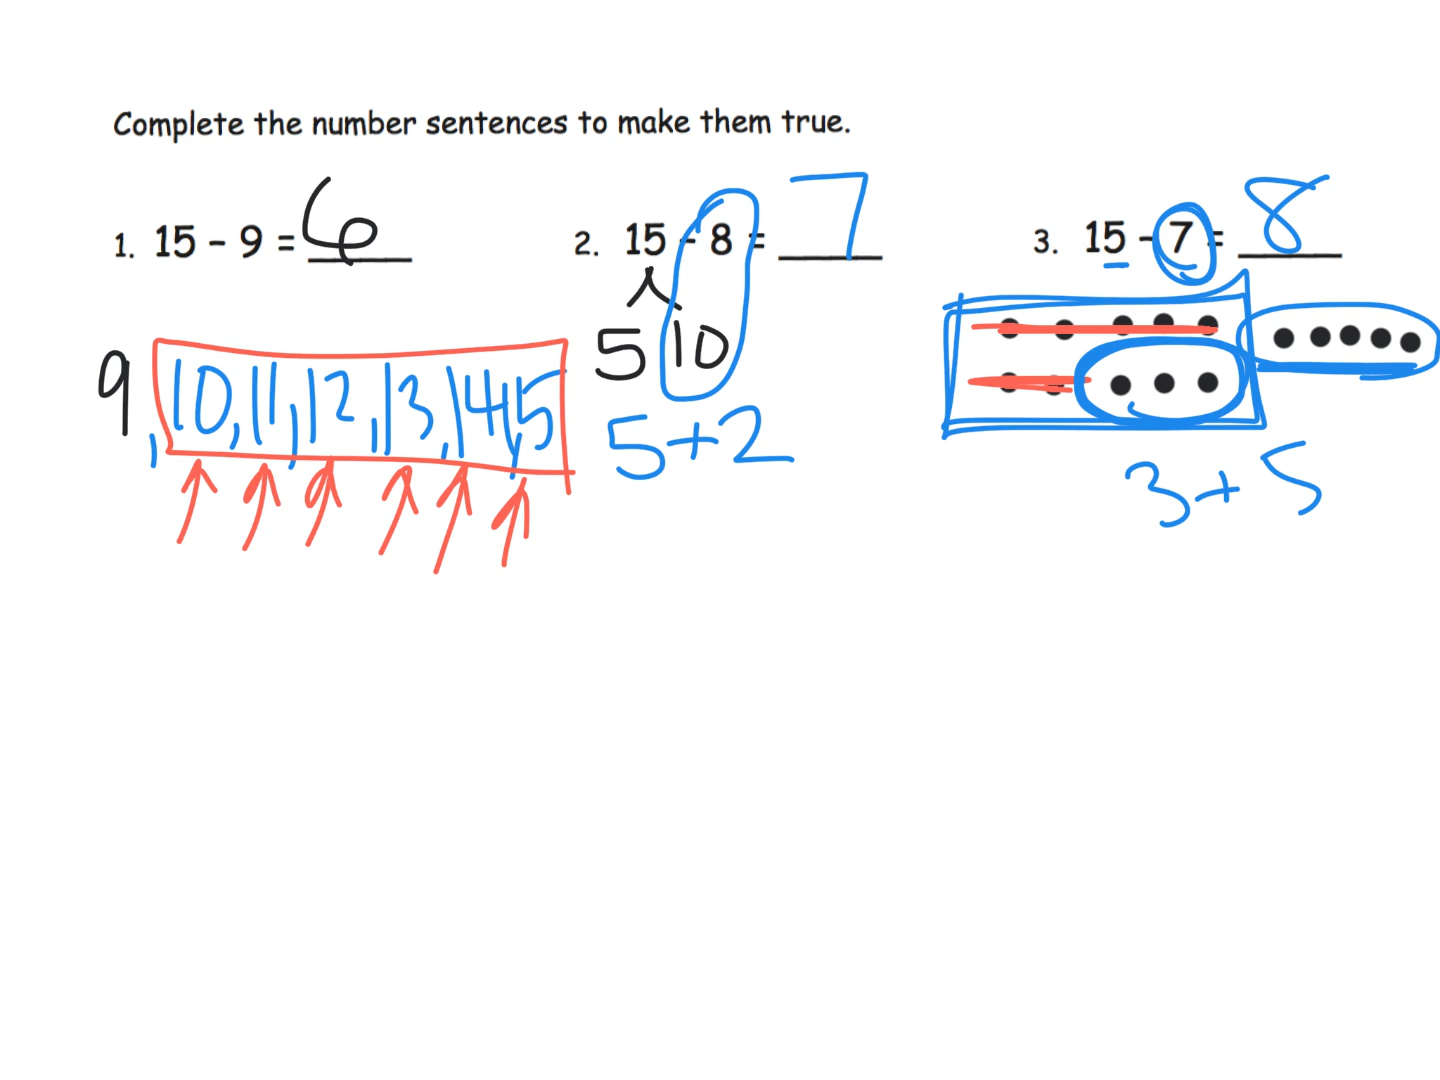 Complete the number sentences to make them true.
1. 15 - 9 = 6
2. 15 - 8 = 7
3. 15 - 7 = 8
9, 10, 11, 12, 13, 14, 15
5 10
5+2
3+5